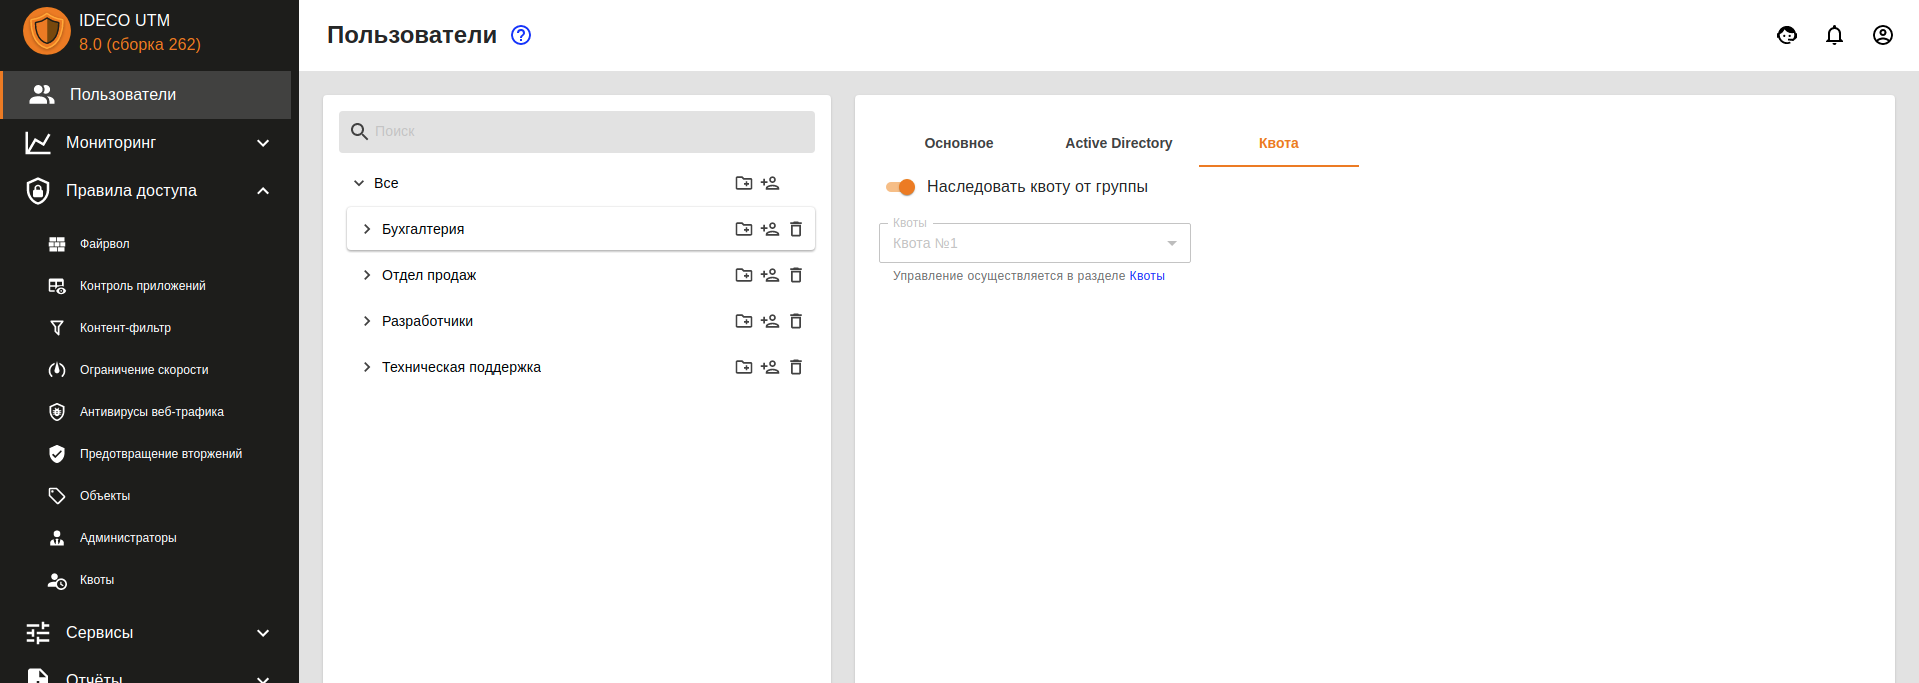 IDECO UTM
8.0 (сборка 262)
Пользователи
Мониторинг
Правила доступа
Файрвол
Контроль приложений
Контент-фильтр
Ограничение скорости
Антивирусы веб-трафика
Предотвращение вторжений
Объекты
Администраторы
Квоты
Сервисы
Отчёты
Пользователи
Поиск
Все
Бухгалтерия
Отдел продаж
Разработчики
Техническая поддержка
Основное Active Directory Квота
Наследовать квоту от группы
Квоты
Квота №1
Управление осуществляется в разделе Квоты